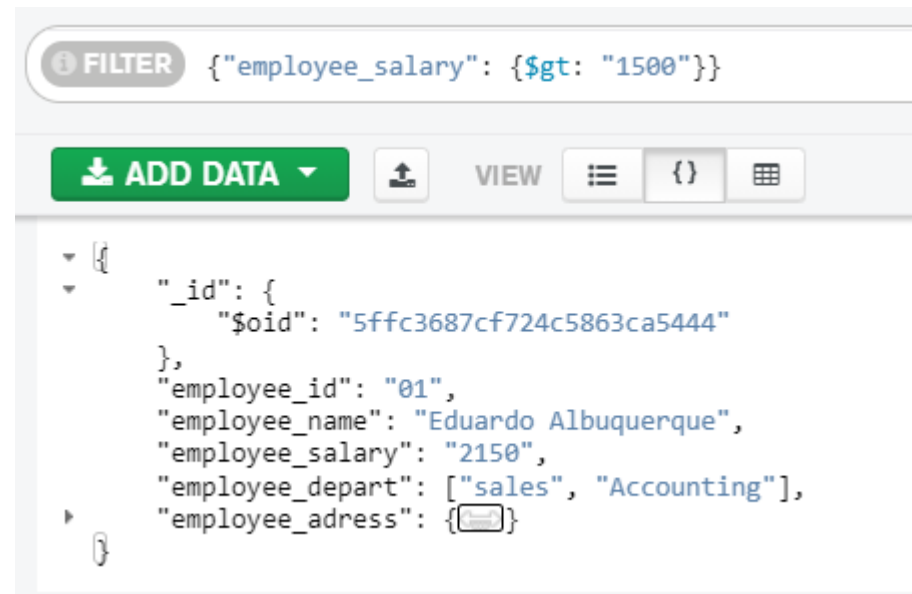 FILTER {"employee_salary": {$gt: "1500"}}
ADD DATA VIEW {}
{
"_id": {
"$oid": "5ffc3687cf724c5863ca5444"
},
"employee_id": "01",
"employee_name": "Eduardo Albuquerque",
"employee_salary": "2150",
"employee_depart": ["sales", "Accounting"],
"employee_adress": {}
}